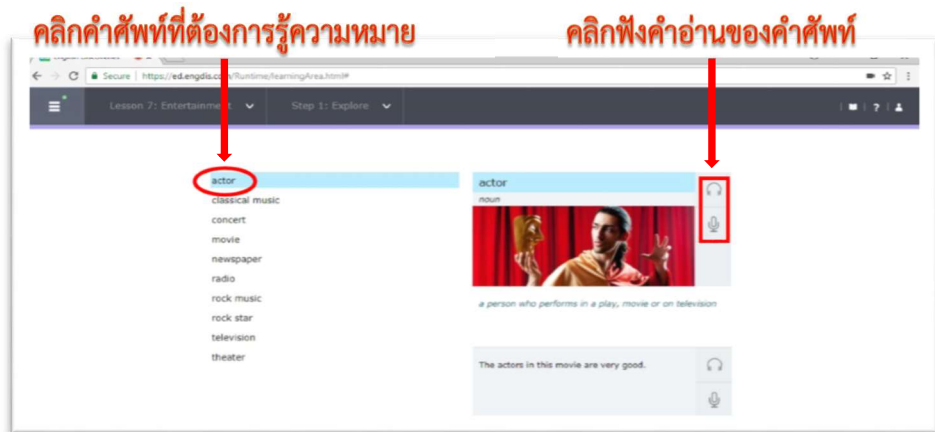 คลิกคำศัพท์ที่ต้องการรู้ความหมาย
คลิกฟังคำอ่านของคำศัพท์
Secure | https://ed.engdis.com/Runtime/learningArea.html#
Lesson 7: Entertainment
Step 1: Explore
?
actor
classical music
concert
movie
newspaper
radio
rock music
rock star
television
theater
actor
noun
a person who performs in a play, movie or on television
The actors in this movie are very good.